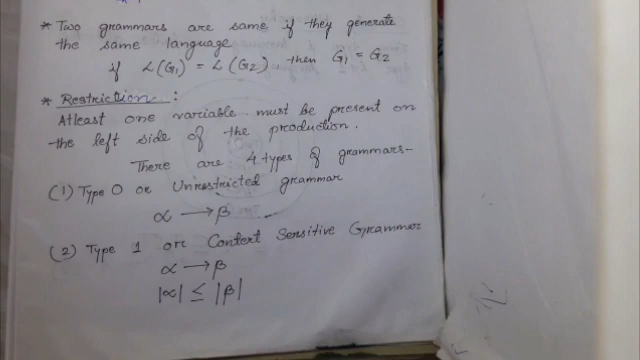 * Two grammars are same if they generate
the same language
if L(G1) = L(G2), then G1 = G2
* Restriction :
Atleast one variable must be present on
the left side of the production.
There are 4 types of grammars-
(1) Type 0 or Unrestricted grammar
α → β
(2) Type 1 or Context Sensitive Grammer
α → β
|α| ≤ |β|